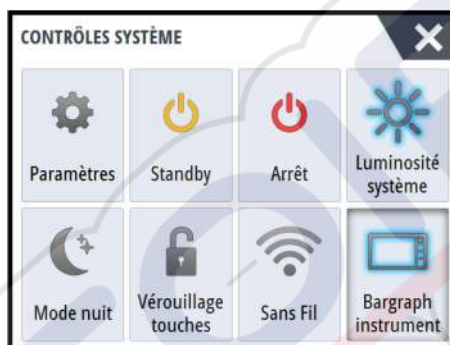 CONTRÔLES SYSTÈME
Paramètres
Standby
Arrêt
Luminosité
système
Mode nuit
Vérouillage
touches
Sans Fil
Bargraph
instrument